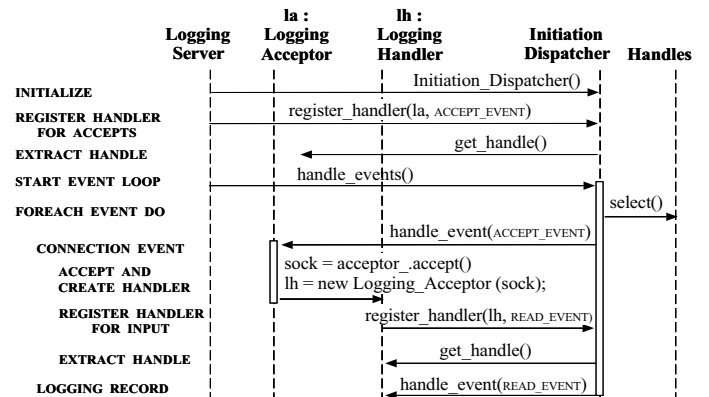 la :
lh :
Logging Server
Logging Acceptor
Logging Handler
Initiation Dispatcher
Handles
INITIALIZE
Initiation_Dispatcher()
REGISTER HANDLER
FOR ACCEPTS
register_handler(la, ACCEPT_EVENT)
EXTRACT HANDLE
get_handle()
START EVENT LOOP
handle_events()
FOREACH EVENT DO
select()
handle_event(ACCEPT_EVENT)
CONNECTION EVENT
ACCEPT AND
CREATE HANDLER
sock = acceptor_.accept()
lh = new Logging_Acceptor (sock);
REGISTER HANDLER
FOR INPUT
register_handler(lh, READ_EVENT)
EXTRACT HANDLE
get_handle()
LOGGING RECORD
handle_event(READ_EVENT)